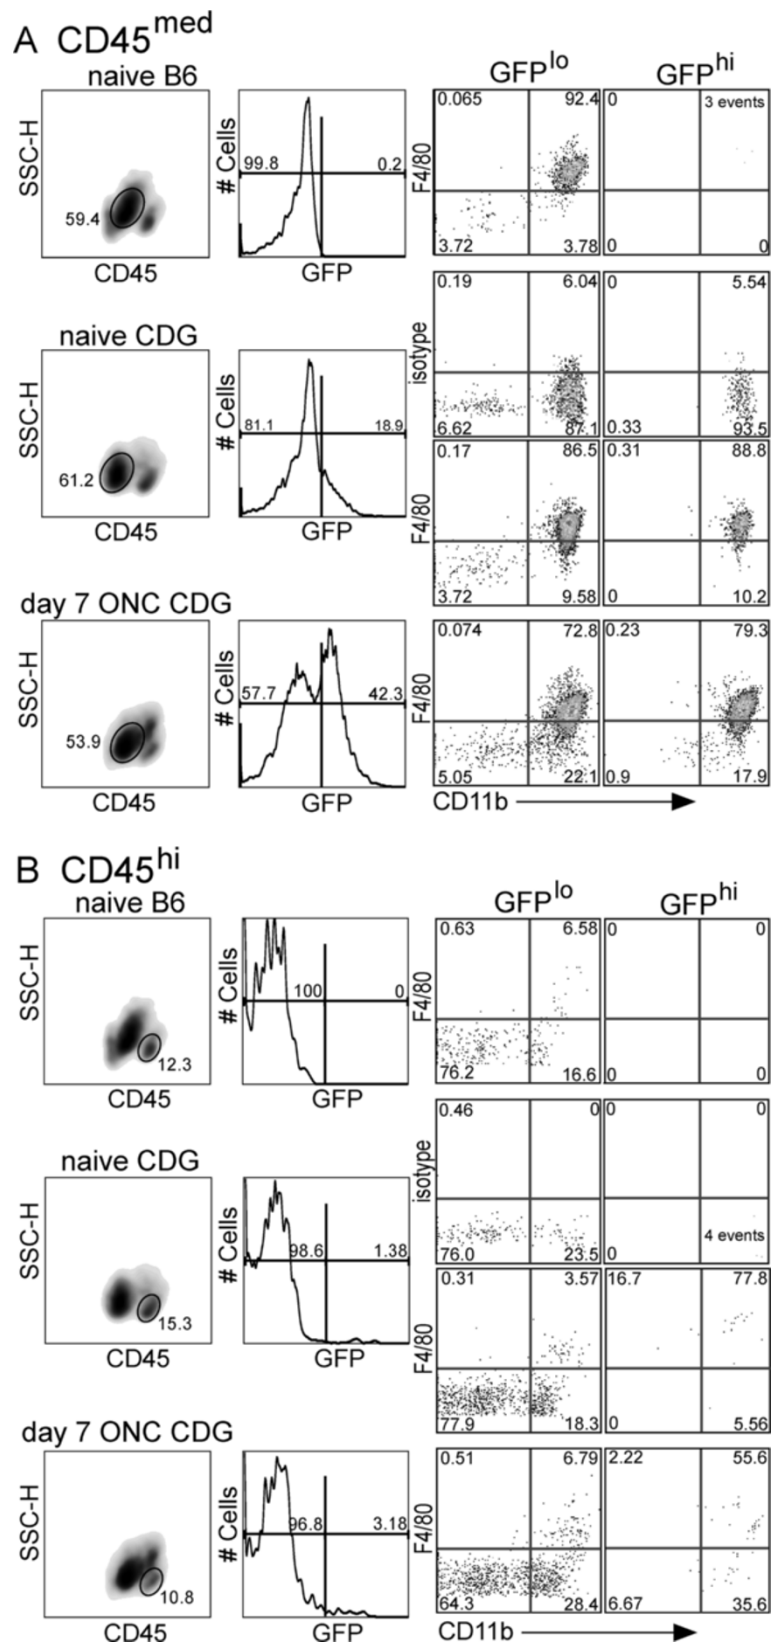 A CD45med
naive B6
GFPlo GFPhi
SSC-H
59.4
CD45
# Cells
99.8 0.2
GFP
F4/80
0.065 92.4
3.72 3.78
0 3 events
0 0
naive CDG
SSC-H
61.2
CD45
# Cells
81.1 18.9
GFP
isotype
0.19 6.04
6.62 87.1
0 5.54
0.33 93.5
F4/80
0.17 86.5
3.72 9.58
0.31 88.8
0 10.2
day 7 ONC CDG
SSC-H
53.9
CD45
# Cells
57.7 42.3
GFP
F4/80
0.074 72.8
5.05 22.1
0.23 79.3
0.9 17.9
CD11b
B CD45hi
naive B6
GFPlo GFPhi
SSC-H
12.3
CD45
# Cells
100 0
GFP
F4/80
0.63 6.58
76.2 16.6
0 0
0 0
naive CDG
SSC-H
15.3
CD45
# Cells
98.6 1.38
GFP
isotype
0.46 0
76.0 23.5
0 0
0 4 events
F4/80
0.31 3.57
77.9 18.3
16.7 77.8
0 5.56
day 7 ONC CDG
SSC-H
10.8
CD45
# Cells
96.8 3.18
GFP
F4/80
0.51 6.79
64.3 28.4
2.22 55.6
6.67 35.6
CD11b